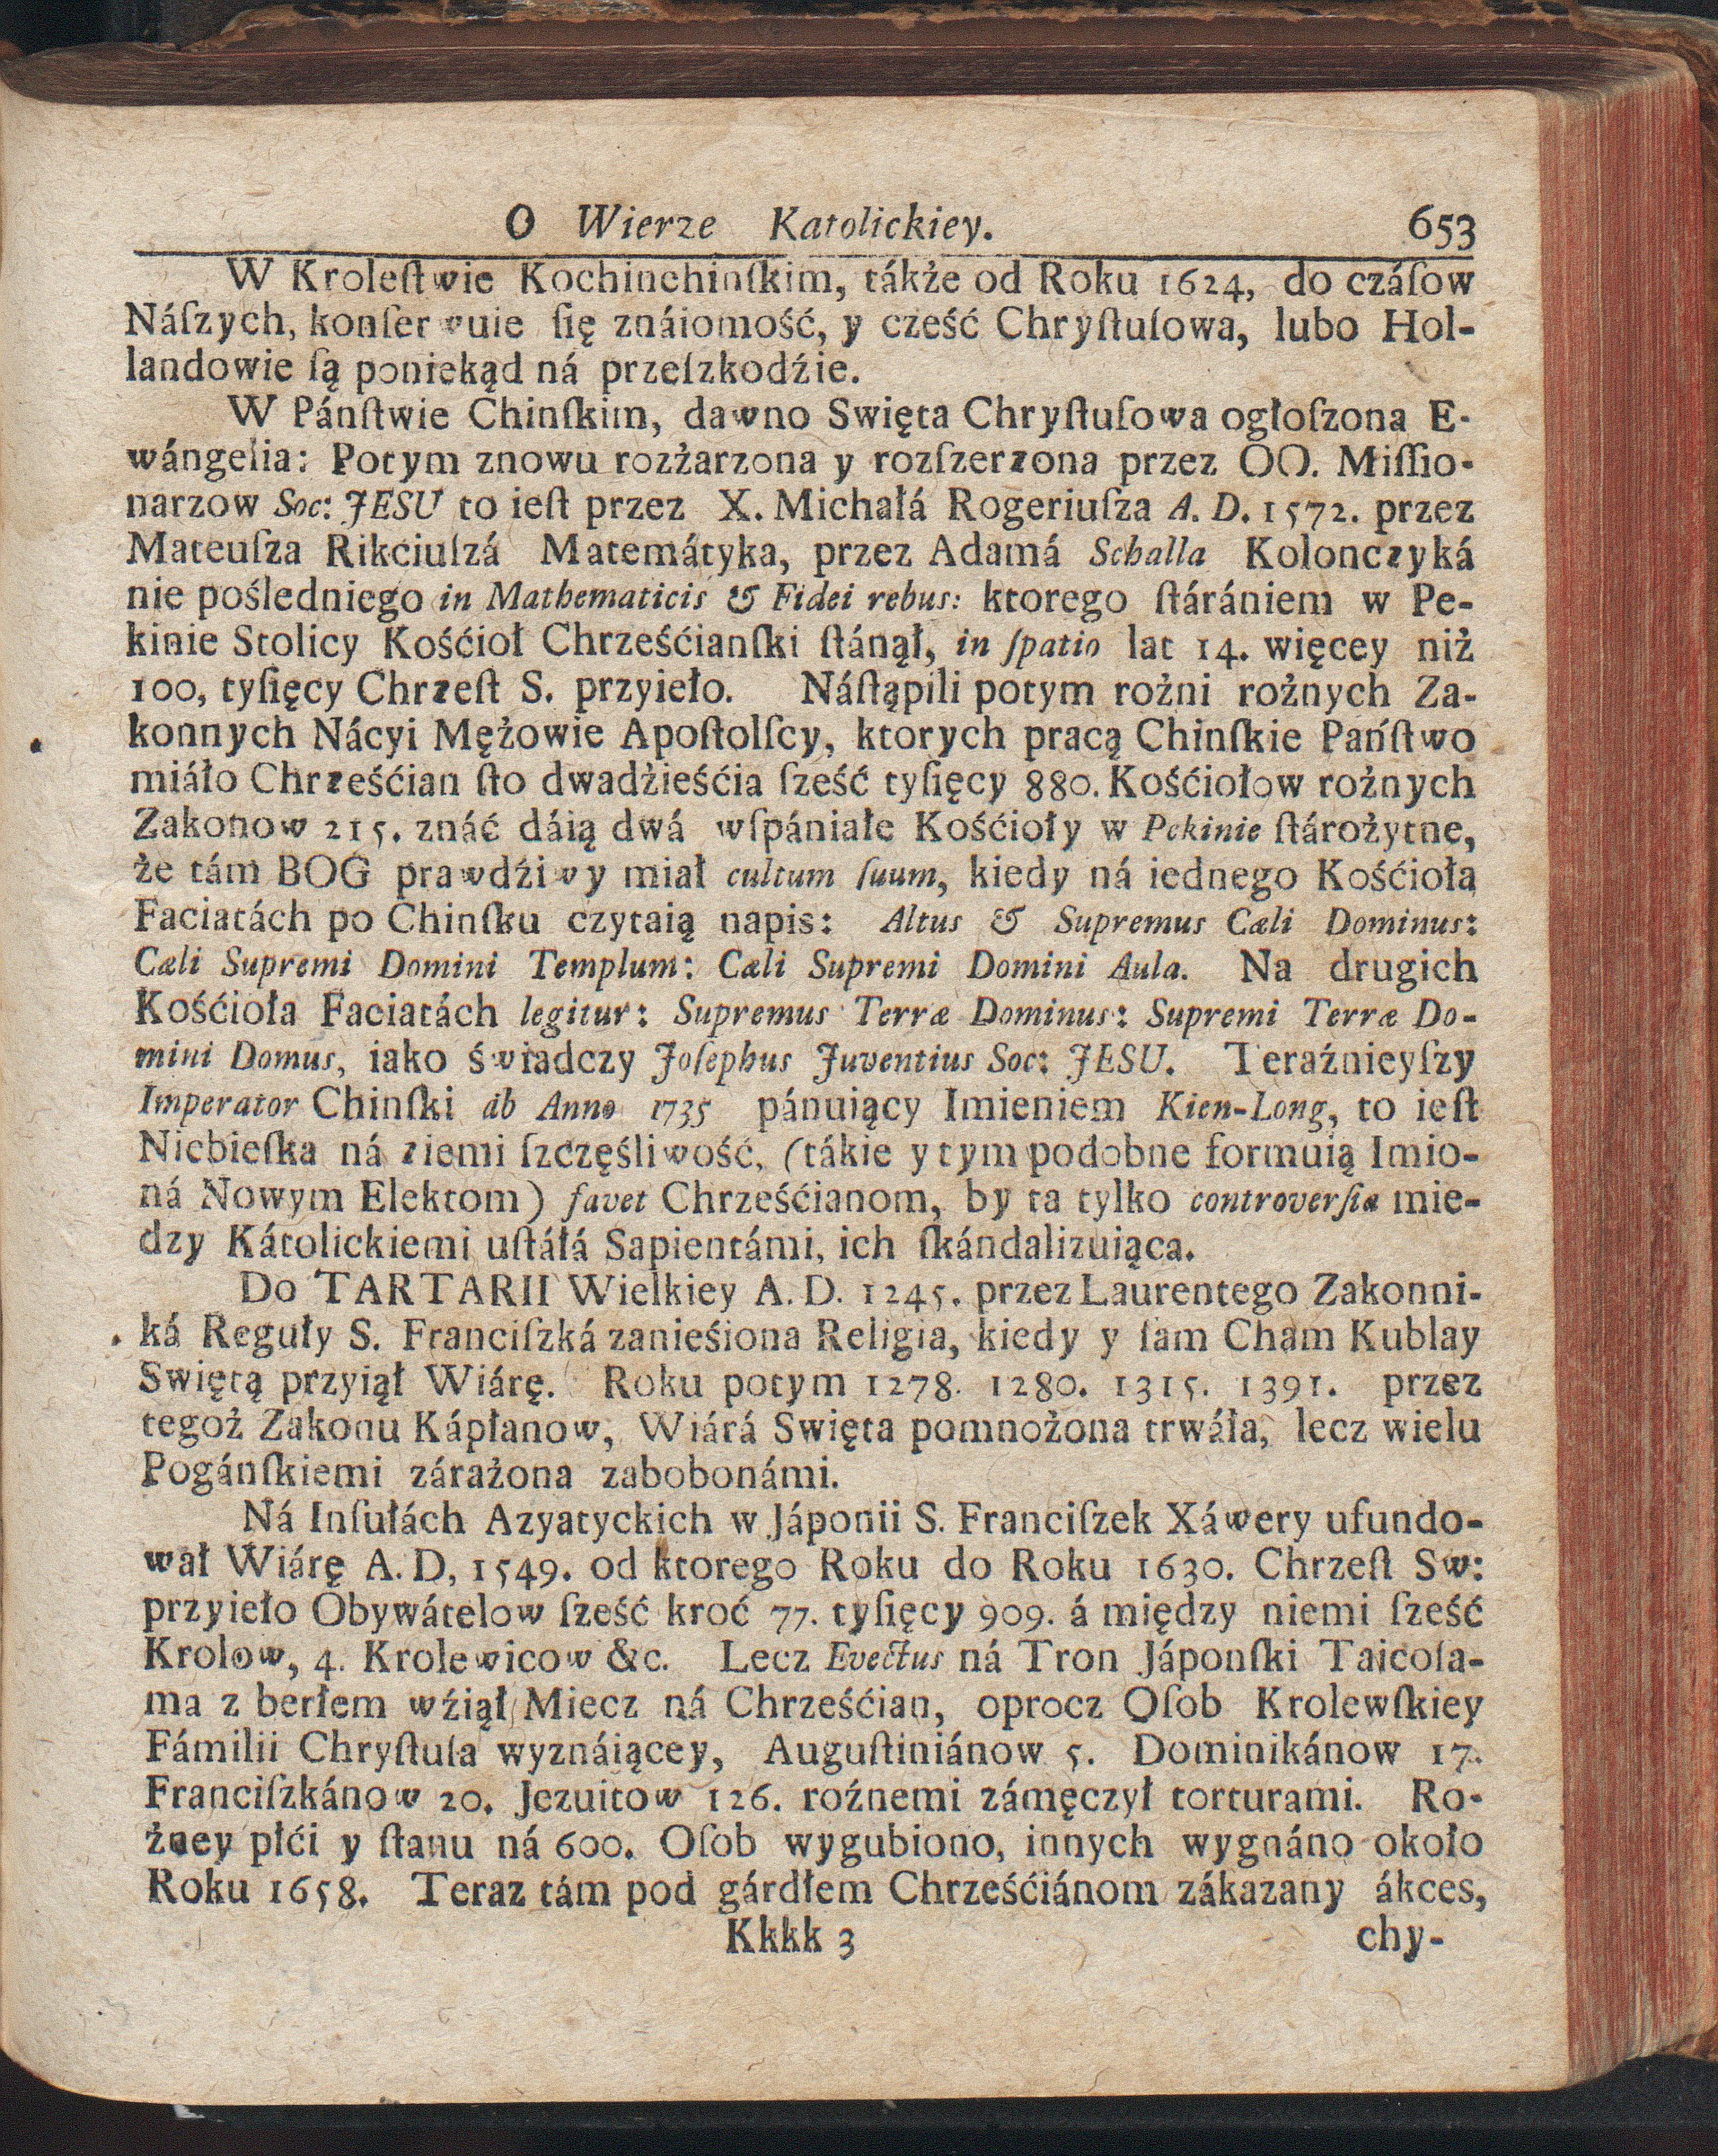 O Wierze Katolickiey. 653
W Kroleſtwie Kochinchinſkim, tákże od Roku 1624, do czáſow
Náſzych, konſerwuie ſię znáiomość, y cześć Chryſtuſowa, lubo Hol-
landowie ſą poniekąd ná przeſzkodźie.
W Pánſtwie Chinſkim, dawno Swięta Chryſtuſowa ogłoſzona E-
wángelia: Potym znowu rozżarzona y rozſzerzona przez OO. Miſſio-
narzow Soc: JESU to ieſt przez X. Michałá Rogeriuſza A. D. 1572. przez
Mateuſza Rikciuſzá Matemátyka, przez Adamá Schalla Kolonczyká
nie pośledniego in Mathematicis & Fidei rebus: ktorego ſtárániem w Pe-
kinie Stolicy Kośćioł Chrześćianſki ſtánął, in ſpatio lat 14. więcey niż
100, tyſięcy Chrzeſt S. przyieło. Náſtąpili potym rożni rożnych Za-
konnych Nácyi Mężowie Apoſtolſcy, ktorych pracą Chinſkie Pańſtwo
miáło Chrześćian ſto dwadżieśćia ſześć tyſięcy 880. Kośćiołow rożnych
Zakonow 215. znáć dáią dwá wſpániałe Kośćioły w Pekinie ſtárożytne,
że tám BOG prawdźiwy miał cultum ſuum, kiedy ná iednego Kośćioła
Faciatách po Chinſku czytaią napis: Altus & Supremus Cæli Dominus:
Cæli Supremi Domini Templum: Cæli Supremi Domini Aula. Na drugich
Kośćioła Faciatách legitur: Supremus Terræ Dominus: Supremi Terræ Do-
mini Domus, iako świadczy Joſephus Juventius Soc: JESU. Teraźnieyſzy
Imperator Chinſki ab Anno 1735 pánuiący Imieniem Kien-Long, to ieſt
Niebieſka ná ziemi ſzczęśliwość, (tákie y tym podobne formuią Imio-
ná Nowym Elektom) favet Chrześćianom, by ta tylko controverſia mie-
dzy Kátolickiemi uſtáłá Sapientámi, ich ſkándalizuiąca.
Do TARTARII Wielkiey A. D. 1245. przez Laurentego Zakonni-
ká Reguły S. Franciſzká zanieśiona Religia, kiedy y ſam Cham Kublay
Swiętą przyiął Wiárę. Roku potym 1278. 1280. 1315. 1391. przez
tegoż Zakonu Kápłanow, Wiárá Swięta pomnożona trwáła, lecz wielu
Pogánſkiemi zárażona zabobonámi.
Ná Inſułách Azyatyckich w Jáponii S. Franciſzek Xáwery ufundo-
wał Wiárę A. D, 1549. od ktorego Roku do Roku 1630. Chrzeſt Sw:
przyieło Obywátelow ſześć kroć 77. tyſięcy 909. á między niemi ſześć
Krolow, 4. Krolewicow &c. Lecz Evectus ná Tron Jáponſki Taicoſa-
ma z berłem wźiął Miecz ná Chrześćian, oprocz Oſob Krolewſkiey
Fámilii Chryſtuſa wyznáiącey, Auguſtiniánow 5. Dominikánow 17.
Franciſzkánow 20. Jezuitow 126. roźnemi zámęczył torturami. Ro-
żney płći y ſtanu ná 600. Oſob wygubiono, innych wygnáno około
Roku 1658. Teraz tám pod gárdłem Chrześćiánom zákazany ákces,
Kkkk 3 chy-